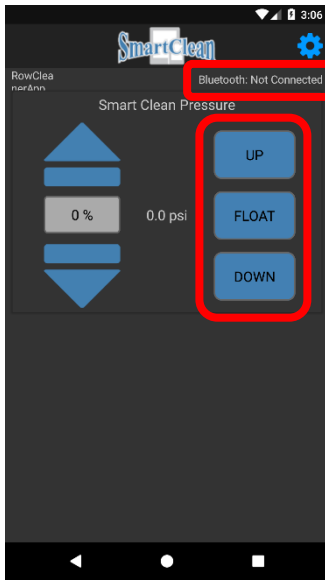 3:06
SmartClean
RowClea
nerApp
Bluetooth: Not Connected
Smart Clean Pressure
UP
0 %
0.0 psi
FLOAT
DOWN